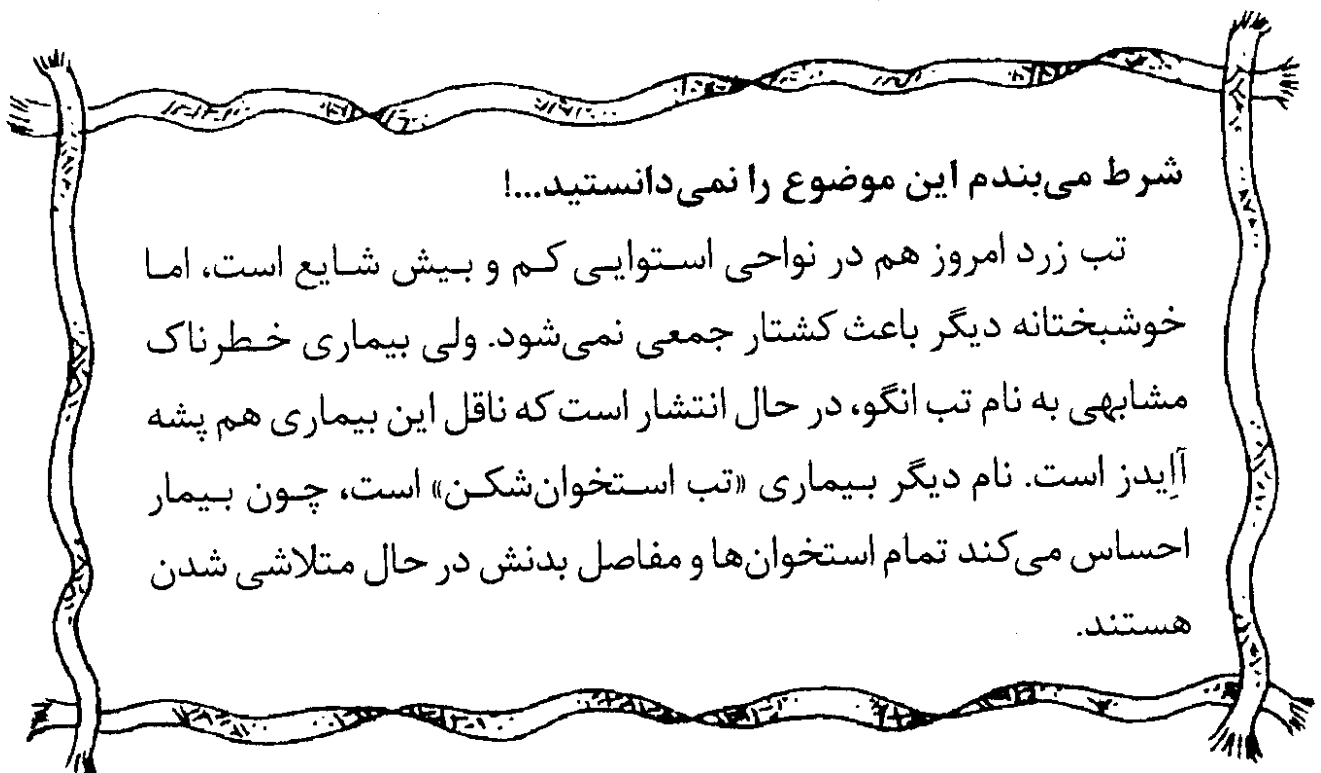 شرط می‌بندم این موضوع را نمی‌دانستید...!
تب زرد امروز هم در نواحی استوایی کم و بیش شایع است، اما
خوشبختانه دیگر باعث کشتار جمعی نمی‌شود. ولی بیماری خطرناک
مشابهی به نام تب انگو، در حال انتشار است که ناقل این بیماری هم پشه
آایدز است. نام دیگر بیماری «تب استخوان‌شکن» است، چون بیمار
احساس می‌کند تمام استخوان‌ها و مفاصل بدنش در حال متلاشی شدن
هستند.